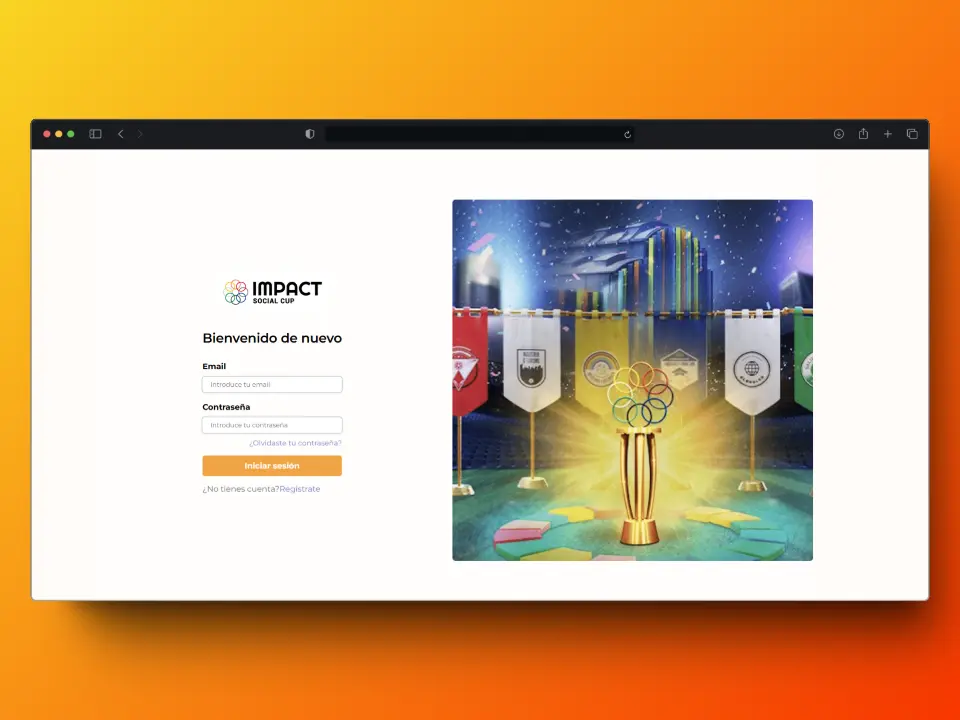 IMPACT
SOCIAL CUP
Bienvenido de nuevo
Email
Introduce tu email
Contraseña
Introduce tu contraseña
¿Olvidaste tu contraseña?
Iniciar sesión
¿No tienes cuenta?Regístrate